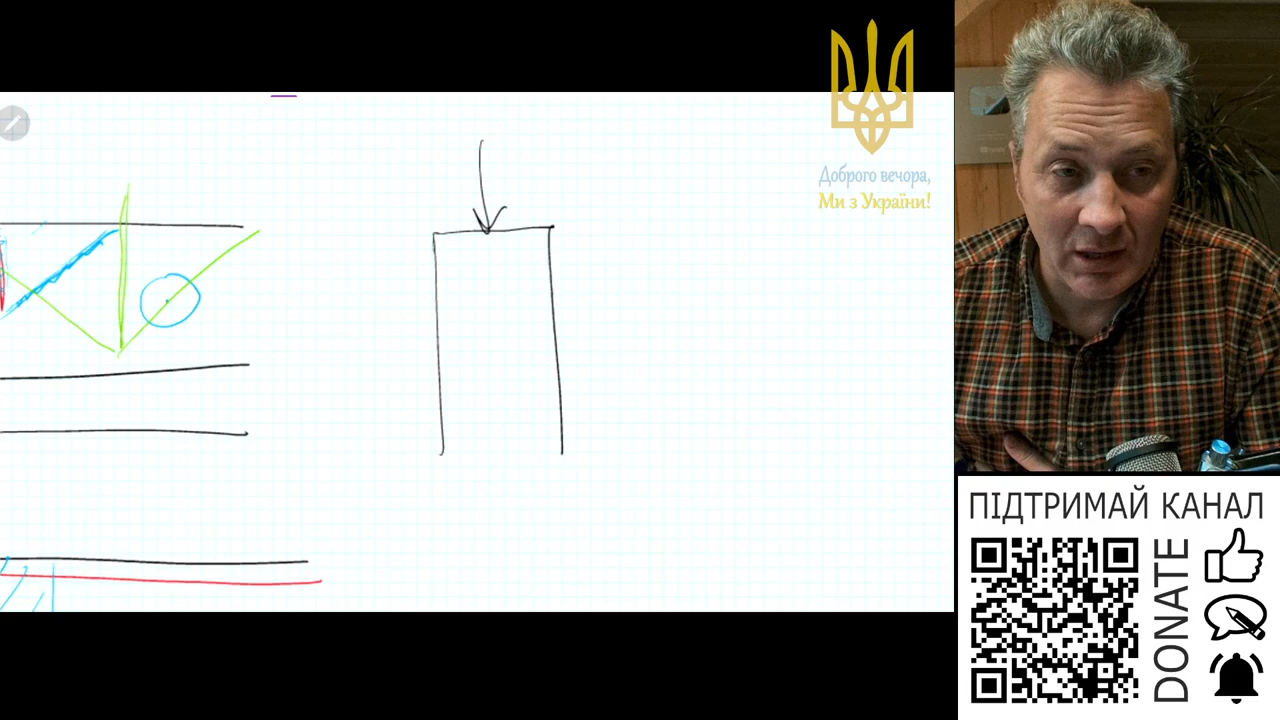 Доброго вечора,
Ми з України!
ПІДТРИМАЙ КАНАЛ
DONATE